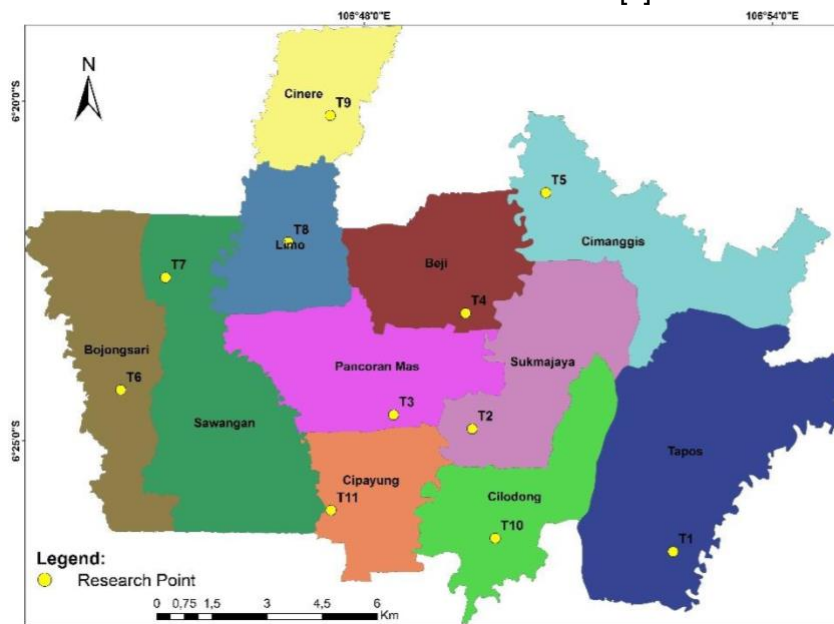 106°48'0"E
106°54'0"E
N
6°20'0"S
Cinere
T9
T5
T8
Limo
Cimanggis
T7
Beji
T4
Bojongsari
Pancoran Mas
Sukmajaya
T6
T3
T2
Sawangan
6°25'0"S
Tapos
Cipayung
Cilodong
T11
T10
T1
Legend:
Research Point
0 0,75 1,5 3 4,5 6
Km